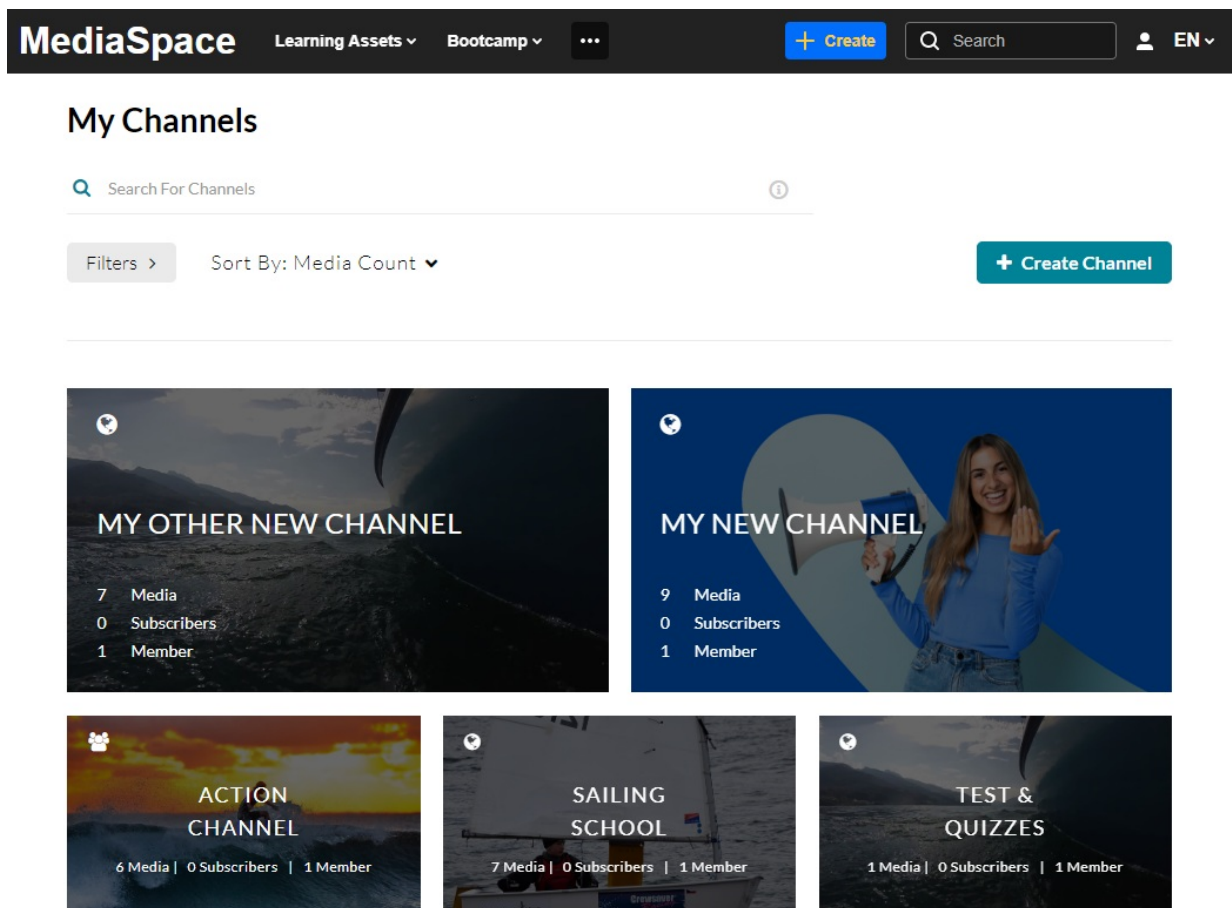 MediaSpace Learning Assets Bootcamp ••• + Create Search EN
My Channels
Search For Channels
Filters > Sort By: Media Count + Create Channel
MY OTHER NEW CHANNEL
7 Media
0 Subscribers
1 Member
MY NEW CHANNEL
9 Media
0 Subscribers
1 Member
ACTION
CHANNEL
6 Media | 0 Subscribers | 1 Member
SAILING
SCHOOL
7 Media | 0 Subscribers | 1 Member
TEST &
QUIZZES
1 Media | 0 Subscribers | 1 Member